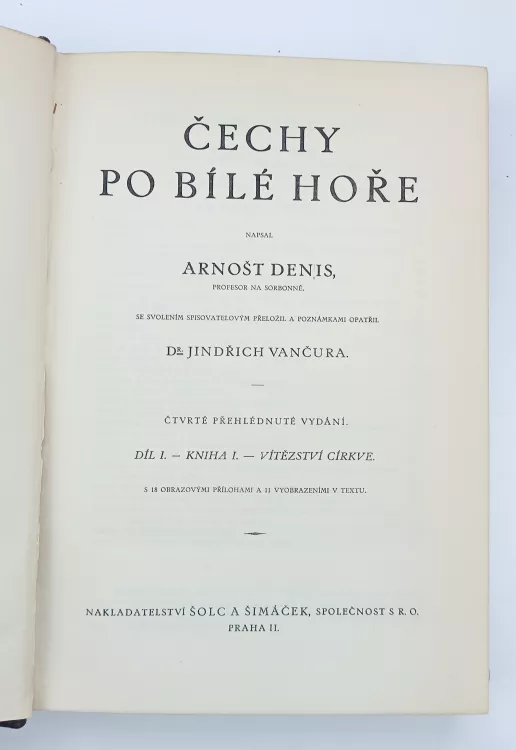 ČECHY
PO BÍLÉ HOŘE
NAPSAL
ARNOŠT DENIS,
PROFESOR NA SORBONNĚ.
SE SVOLENÍM SPISOVATELOVÝM PŘELOŽIL A POZNÁMKAMI OPATŘIL
DR. JINDŘICH VANČURA.
ČTVRTÉ PŘEHLÉDNUTÉ VYDÁNÍ.
DÍL I. — KNIHA I. — VÍTĚZSTVÍ CÍRKVE.
S 18 OBRAZOVÝMI PŘÍLOHAMI A 11 VYOBRAZENÍMI V TEXTU.
NAKLADATELSTVÍ ŠOLC A ŠIMÁČEK, SPOLEČNOST S R. O.
PRAHA II.